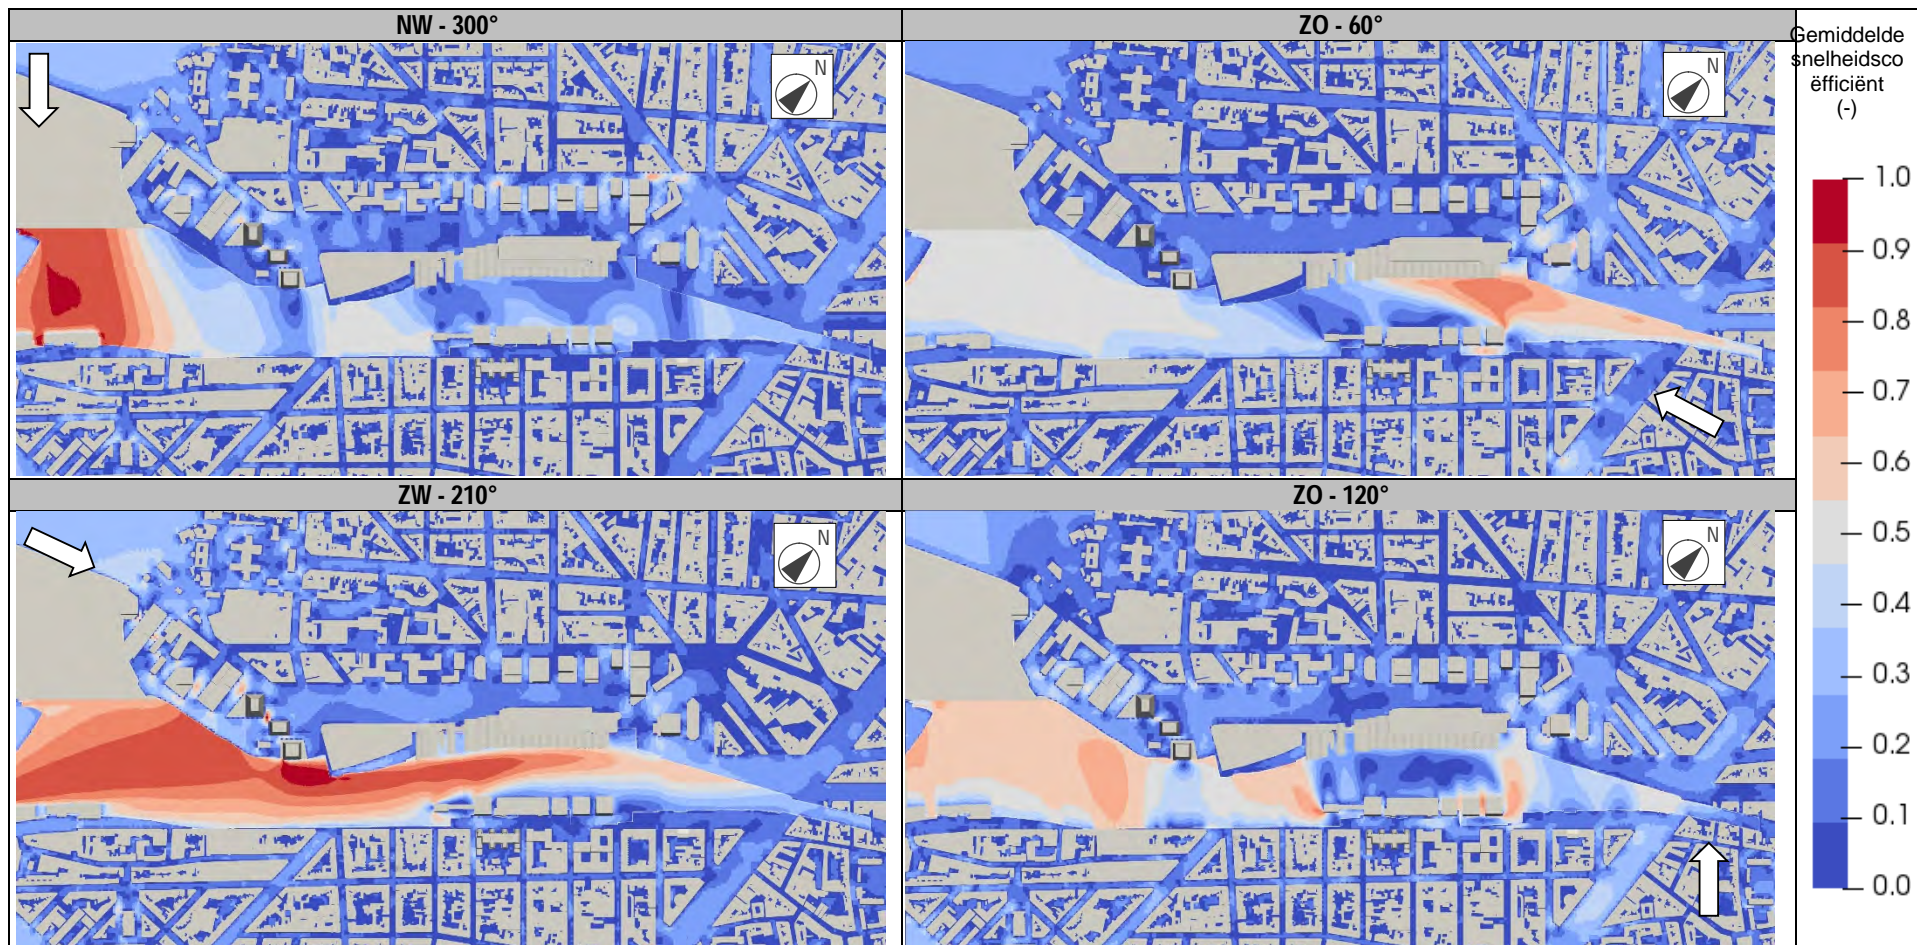 NW - 300°
ZO - 60°
Gemiddelde
snelheidsco
ëfficiënt
(-)
N
N
1.0
0.9
0.8
0.7
0.6
0.5
0.4
0.3
0.2
0.1
0.0
ZW - 210°
ZO - 120°
N
N